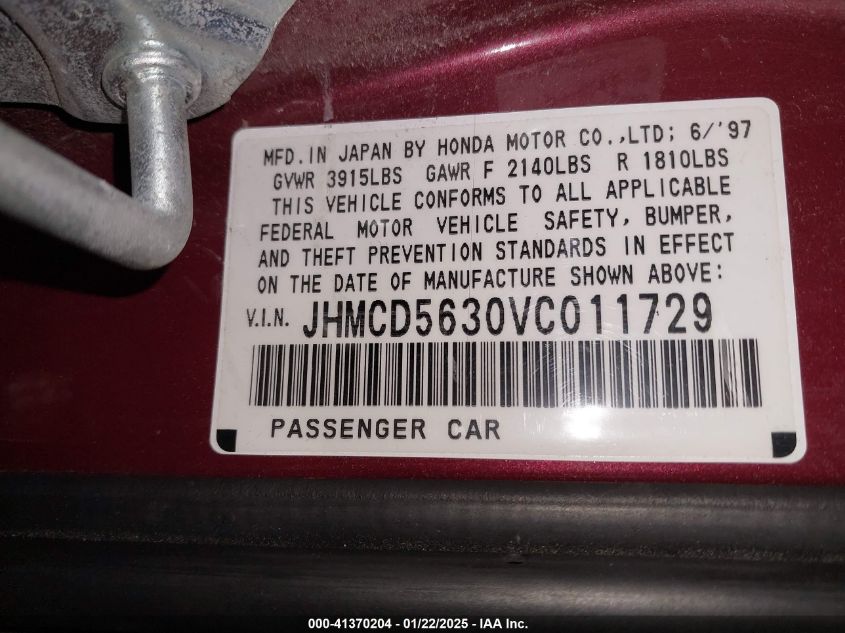 MFD.IN JAPAN BY HONDA MOTOR CO.,LTD; 6/'97
GVWR 3915LBS GAWR F 2140LBS R 1810LBS
THIS VEHICLE CONFORMS TO ALL APPLICABLE
FEDERAL MOTOR VEHICLE SAFETY, BUMPER,
AND THEFT PREVENTION STANDARDS IN EFFECT
ON THE DATE OF MANUFACTURE SHOWN ABOVE:
V.I.N. JHMCD5630VC011729
PASSENGER CAR
000-41370204 - 01/22/2025 - IAA Inc.